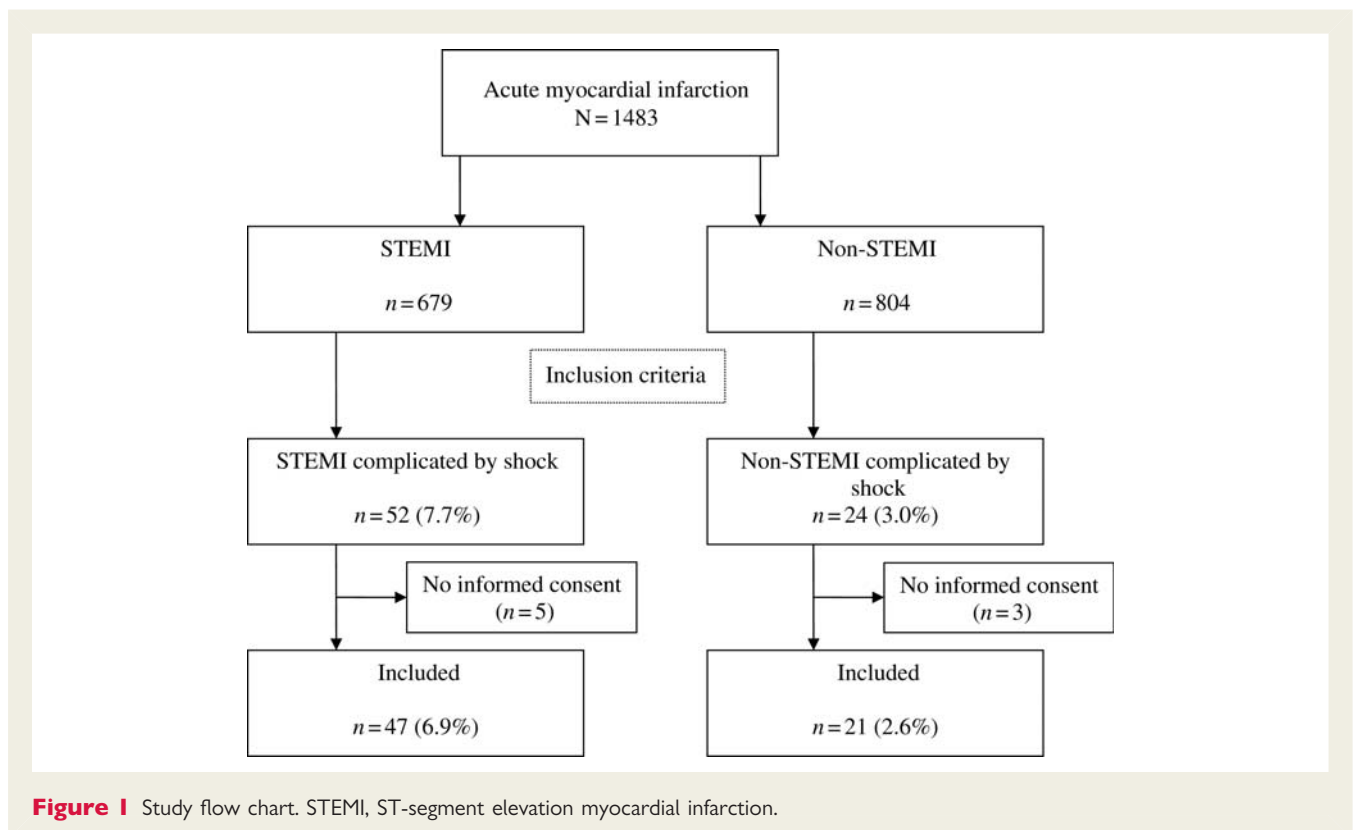 Acute myocardial infarction
N = 1483
STEMI
n = 679
Non-STEMI
n = 804
Inclusion criteria
STEMI complicated by shock
n = 52 (7.7%)
Non-STEMI complicated by
shock
n = 24 (3.0%)
No informed consent
(n = 5)
No informed consent
(n = 3)
Included
n = 47 (6.9%)
Included
n = 21 (2.6%)
Figure 1 Study flow chart. STEMI, ST-segment elevation myocardial infarction.